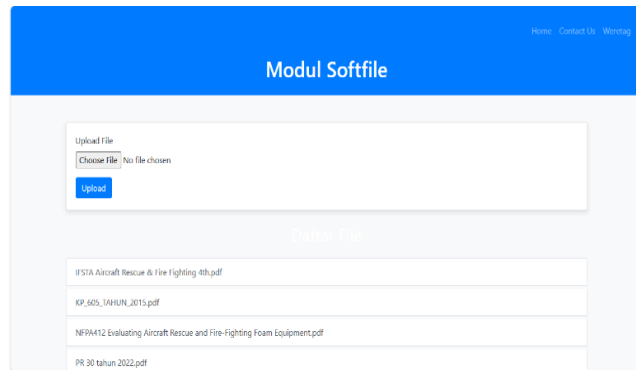 Home Contact Us Weretag
Modul Softfile
Upload File
Choose File No file chosen
Upload
Daftar File
IFSTA Aircraft Rescue & Fire Fighting 4th.pdf
KP_605_TAHUN_2015.pdf
NFPA412 Evaluating Aircraft Rescue and Fire-Fighting Foam Equipment.pdf
PR 30 tahun 2022.pdf